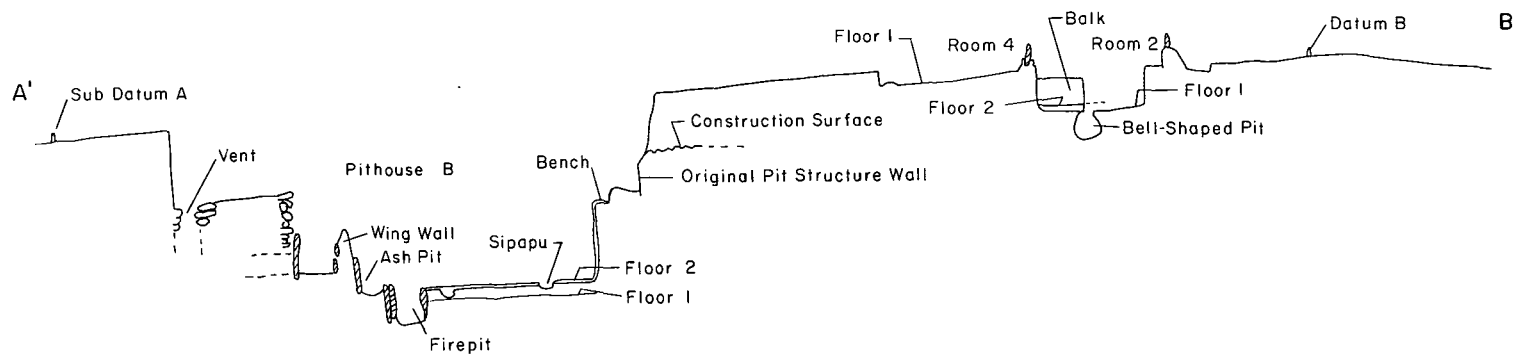 A'
Sub Datum A
Vent
Pithouse B
Wing Wall
Ash Pit
Firepit
Sipapu
Bench
Floor 2
Floor 1
Original Pit Structure Wall
Construction Surface
Floor 1
Room 4
Balk
Room 2
Floor 2
Floor 1
Bell-Shaped Pit
Datum B
B